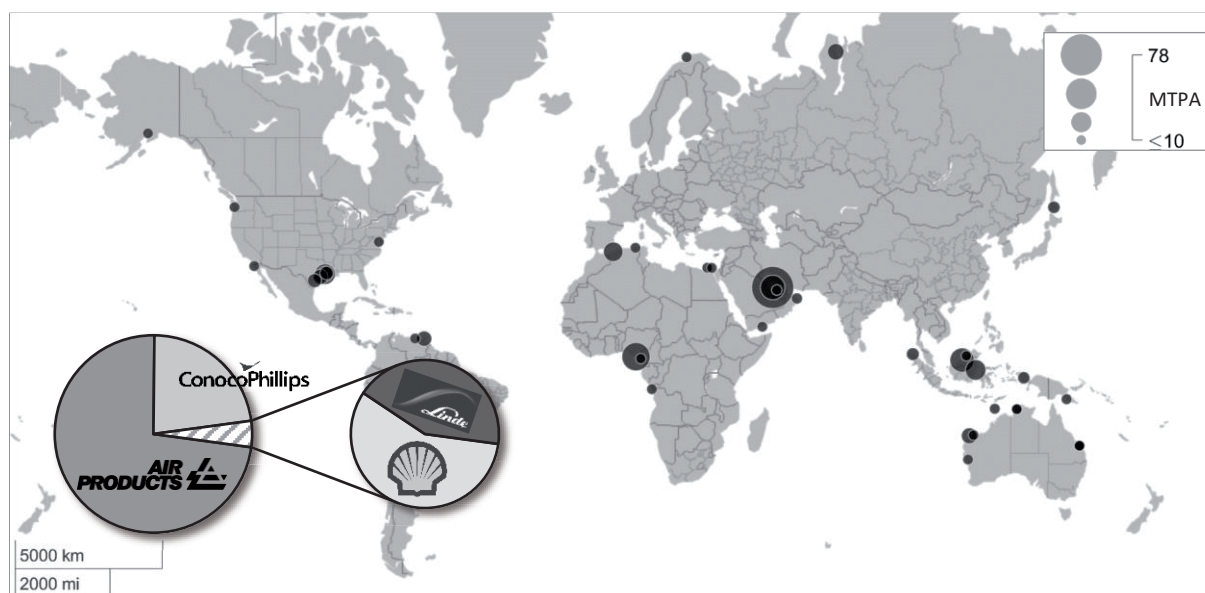 78
MTPA
≤10
ConocoPhillips
Linde
AIR
PRODUCTS
5000 km
2000 mi